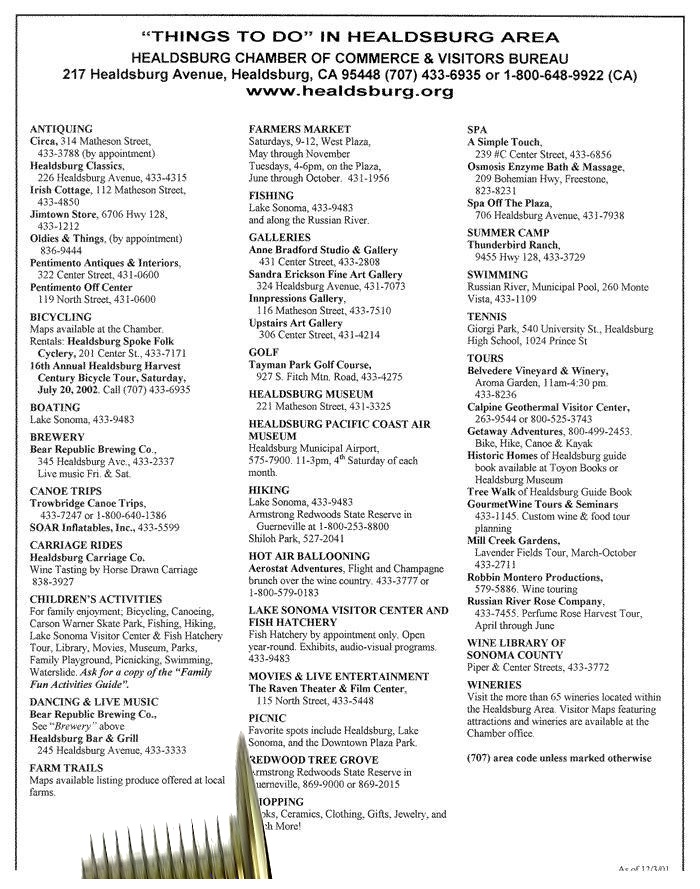 "THINGS TO DO" IN HEALDSBURG AREA
HEALDSBURG CHAMBER OF COMMERCE & VISITORS BUREAU
217 Healdsburg Avenue, Healdsburg, CA 95448 (707) 433-6935 or 1-800-648-9922 (CA)
www.healdsburg.org
ANTIQUING
Circa, 314 Matheson Street,
433-3788 (by appointment)
Healdsburg Classics,
226 Healdsburg Avenue, 433-4315
Irish Cottage, 112 Matheson Street,
433-4850
Jimtown Store, 6706 Hwy 128,
433-1212
Oldies & Things, (by appointment)
836-9444
Pentimento Antiques & Interiors,
322 Center Street, 431-0600
Pentimento Off Center
119 North Street, 431-0600
BICYCLING
Maps available at the Chamber.
Rentals: Healdsburg Spoke Folk
Cyclery, 201 Center St., 433-7171
16th Annual Healdsburg Harvest
Century Bicycle Tour, Saturday,
July 20, 2002. Call (707) 433-6935
BOATING
Lake Sonoma, 433-9483
BREWERY
Bear Republic Brewing Co.,
345 Healdsburg Ave., 433-2337
Live music Fri. & Sat.
CANOE TRIPS
Trowbridge Canoe Trips,
433-7247 or 1-800-640-1386
SOAR Inflatables, Inc., 433-5599
CARRIAGE RIDES
Healdsburg Carriage Co.
Wine Tasting by Horse Drawn Carriage
838-3927
CHILDREN'S ACTIVITIES
For family enjoyment; Bicycling, Canoeing,
Carson Warner Skate Park, Fishing, Hiking,
Lake Sonoma Visitor Center & Fish Hatchery
Tour, Library, Movies, Museum, Parks,
Family Playground, Picnicking, Swimming,
Waterslide. Ask for a copy of the "Family
Fun Activities Guide".
DANCING & LIVE MUSIC
Bear Republic Brewing Co.,
See "Brewery" above
Healdsburg Bar & Grill
245 Healdsburg Avenue, 433-3333
FARM TRAILS
Maps available listing produce offered at local
farms.
FARMERS MARKET
Saturdays, 9-12, West Plaza,
May through November
Tuesdays, 4-6pm, on the Plaza,
June through October. 431-1956
FISHING
Lake Sonoma, 433-9483
and along the Russian River.
GALLERIES
Anne Bradford Studio & Gallery
431 Center Street, 433-2808
Sandra Erickson Fine Art Gallery
324 Healdsburg Avenue, 431-7073
Innpressions Gallery,
116 Matheson Street, 433-7510
Upstairs Art Gallery
306 Center Street, 431-4214
GOLF
Tayman Park Golf Course,
927 S. Fitch Mtn. Road, 433-4275
HEALDSBURG MUSEUM
221 Matheson Street, 431-3325
HEALDSBURG PACIFIC COAST AIR
MUSEUM
Healdsburg Municipal Airport,
575-7900. 11-3pm, 4th Saturday of each
month.
HIKING
Lake Sonoma, 433-9483
Armstrong Redwoods State Reserve in
Guerneville at 1-800-253-8800
Shiloh Park, 527-2041
HOT AIR BALLOONING
Aerostat Adventures, Flight and Champagne
brunch over the wine country. 433-3777 or
1-800-579-0183
LAKE SONOMA VISITOR CENTER AND
FISH HATCHERY
Fish Hatchery by appointment only. Open
year-round. Exhibits, audio-visual programs.
433-9483
MOVIES & LIVE ENTERTAINMENT
The Raven Theater & Film Center,
115 North Street, 433-5448
PICNIC
Favorite spots include Healdsburg, Lake
Sonoma, and the Downtown Plaza Park.
REDWOOD TREE GROVE
Armstrong Redwoods State Reserve in
Guerneville, 869-9000 or 869-2015
SHOPPING
Ceramics, Clothing, Gifts, Jewelry, and
More!
SPA
A Simple Touch,
239 #C Center Street, 433-6856
Osmosis Enzyme Bath & Massage,
209 Bohemian Hwy, Freestone,
823-8231
Spa Off The Plaza,
706 Healdsburg Avenue, 431-7938
SUMMER CAMP
Thunderbird Ranch,
9455 Hwy 128, 433-3729
SWIMMING
Russian River, Municipal Pool, 260 Monte
Vista, 433-1109
TENNIS
Giorgi Park, 540 University St., Healdsburg
High School, 1024 Prince St
TOURS
Belvedere Vineyard & Winery,
Aroma Garden, 11am-4:30 pm.
433-8236
Calpine Geothermal Visitor Center,
263-9544 or 800-525-3743
Getaway Adventures, 800-499-2453.
Bike, Hike, Canoe & Kayak
Historic Homes of Healdsburg guide
book available at Toyon Books or
Healdsburg Museum
Tree Walk of Healdsburg Guide Book
GourmetWine Tours & Seminars
433-1145. Custom wine & food tour
planning
Mill Creek Gardens,
Lavender Fields Tour, March-October
433-2711
Robbin Montero Productions,
579-5886. Wine touring
Russian River Rose Company,
433-7455. Perfume Rose Harvest Tour,
April through June
WINE LIBRARY OF
SONOMA COUNTY
Piper & Center Streets, 433-3772
WINERIES
Visit the more than 65 wineries located within
the Healdsburg Area. Visitor Maps featuring
attractions and wineries are available at the
Chamber office.
(707) area code unless marked otherwise
As of 12/3/01